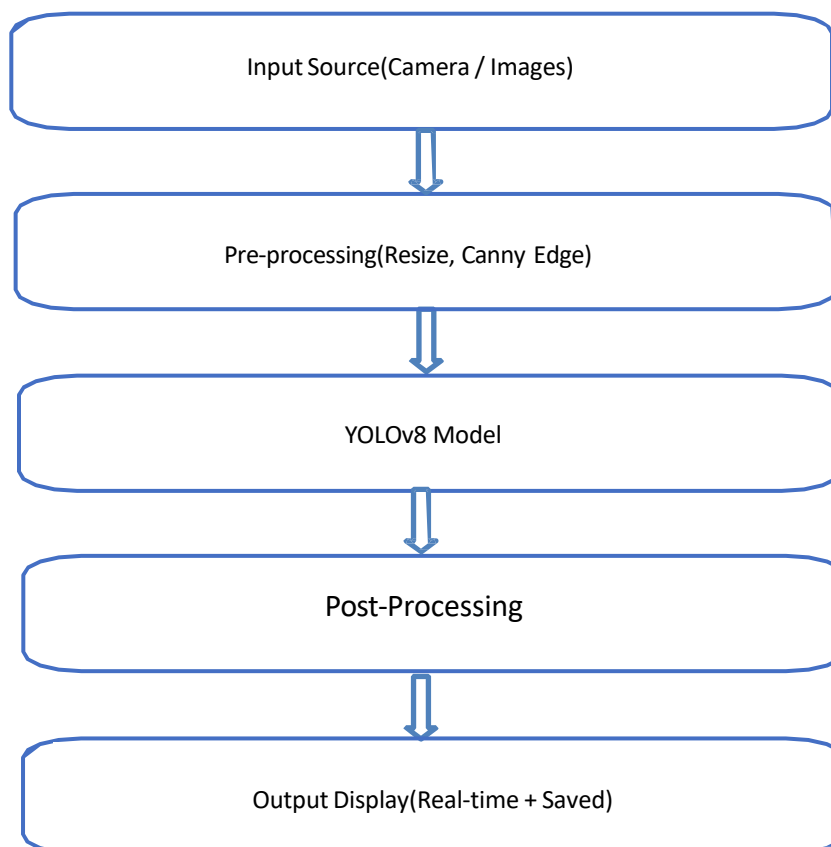 Input Source(Camera / Images)
Pre-processing(Resize, Canny Edge)
YOLOv8 Model
Post-Processing
Output Display(Real-time + Saved)